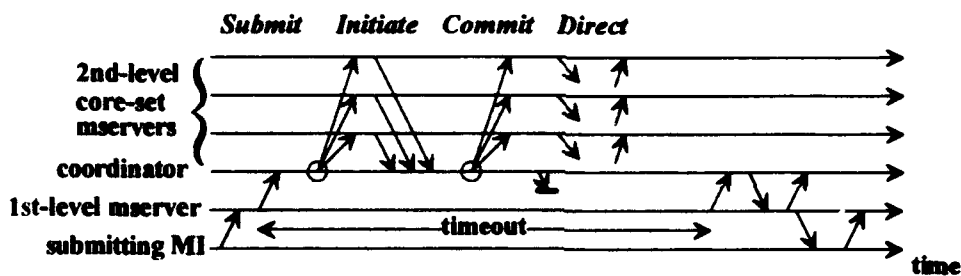 Submit Initiate Commit Direct
2nd-level
core-set
mservers
coordinator
1st-level mserver
timeout
submitting MI
time